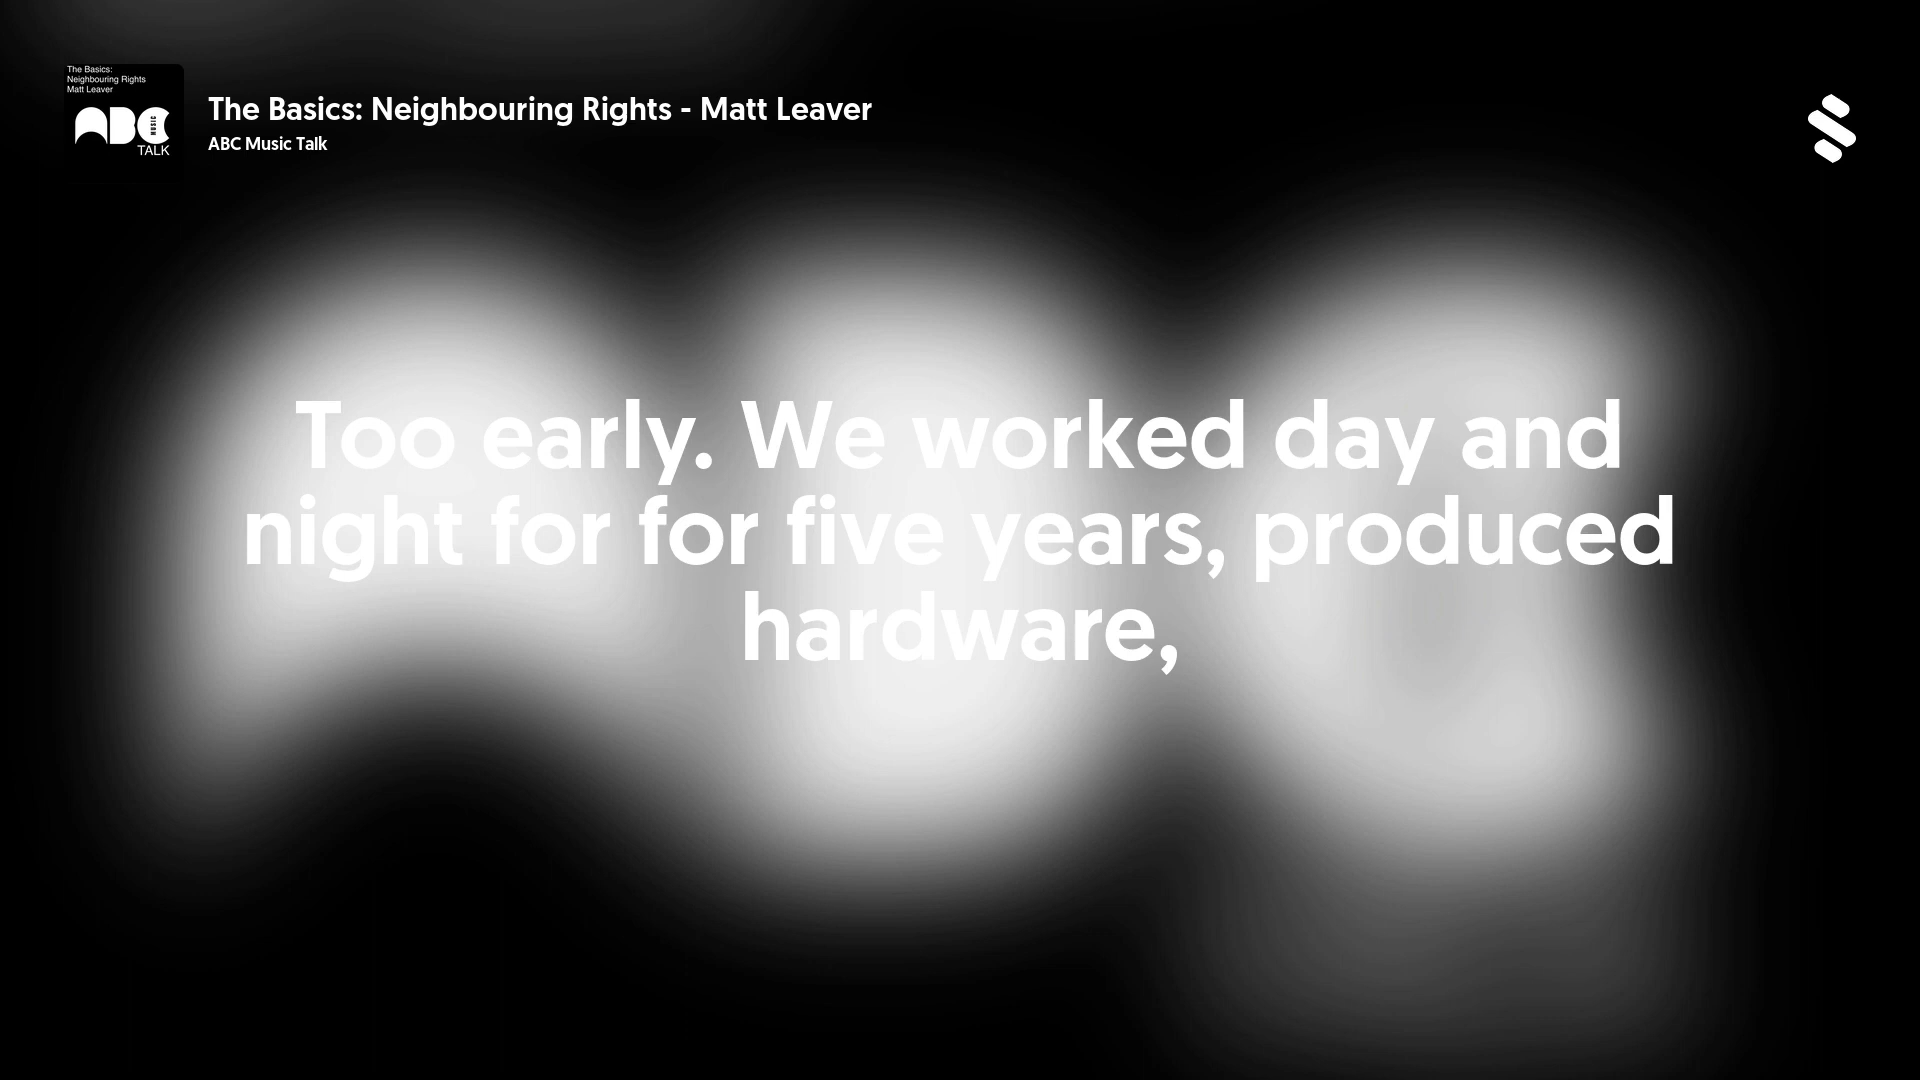 The Basics:
Neighbouring Rights
Matt Leaver
ABC
MUSIC
TALK
The Basics: Neighbouring Rights - Matt Leaver
ABC Music Talk
Too early. We worked day and
night for for five years, produced
hardware,